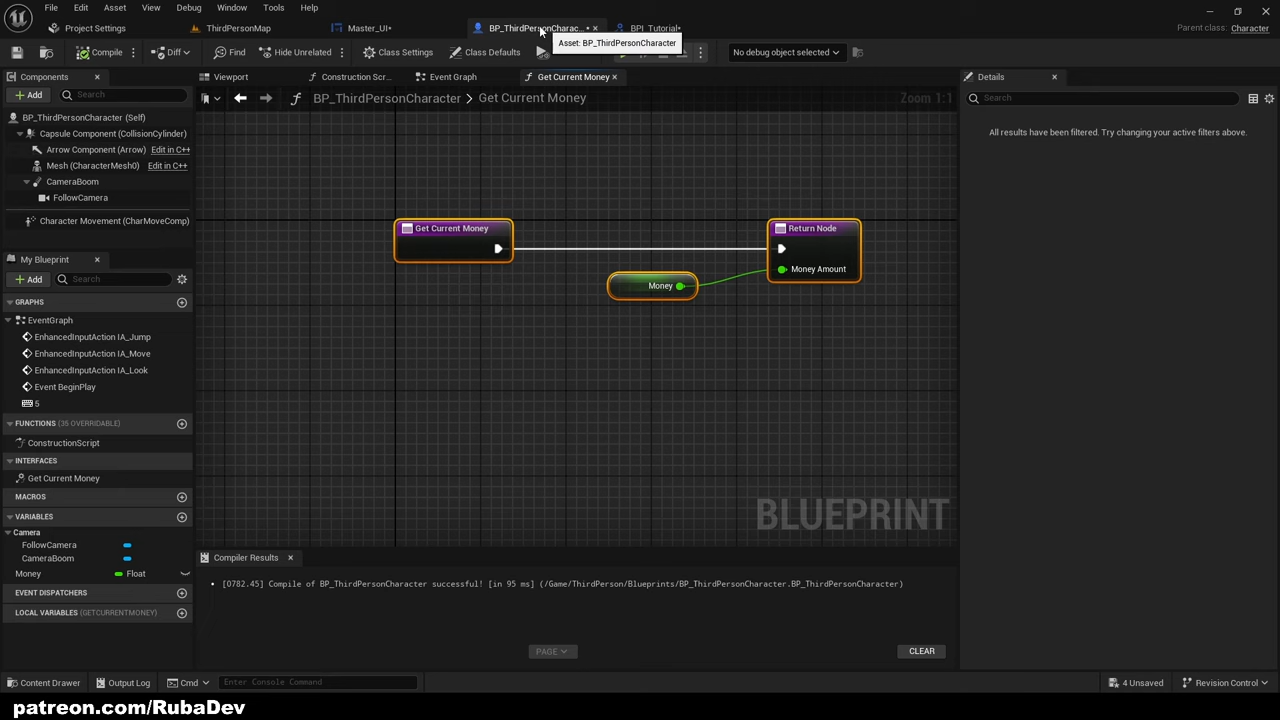 File Edit Asset View Debug Window Tools Help
Project Settings ThirdPersonMap Master_UI* BP_ThirdPersonCharac...* BPI_Tutorial*
Parent class: Character
Asset: BP_ThirdPersonCharacter
Compile Diff Find Hide Unrelated Class Settings Class Defaults No debug object selected
Components
Add Search
BP_ThirdPersonCharacter (Self)
Capsule Component (CollisionCylinder)
Arrow Component (Arrow) Edit in C++
Mesh (CharacterMesh0) Edit in C++
CameraBoom
FollowCamera
Character Movement (CharMoveComp)
My Blueprint
Add Search
GRAPHS
EventGraph
EnhancedInputAction IA_Jump
EnhancedInputAction IA_Move
EnhancedInputAction IA_Look
Event BeginPlay
5
FUNCTIONS (35 OVERRIDABLE)
ConstructionScript
INTERFACES
Get Current Money
MACROS
VARIABLES
Camera
FollowCamera
CameraBoom
Money Float
EVENT DISPATCHERS
LOCAL VARIABLES (GETCURRENTMONEY)
Viewport Construction Scr... Event Graph Get Current Money
BP_ThirdPersonCharacter > Get Current Money Zoom 1:1
Get Current Money
Return Node
Money Amount
Money
BLUEPRINT
Compiler Results
[0782.45] Compile of BP_ThirdPersonCharacter successful! [in 95 ms] (/Game/ThirdPerson/Blueprints/BP_ThirdPersonCharacter.BP_ThirdPersonCharacter)
PAGE
CLEAR
Details
Search
All results have been filtered. Try changing your active filters above.
Content Drawer Output Log Cmd Enter Console Command 4 Unsaved Revision Control
patreon.com/RubaDev